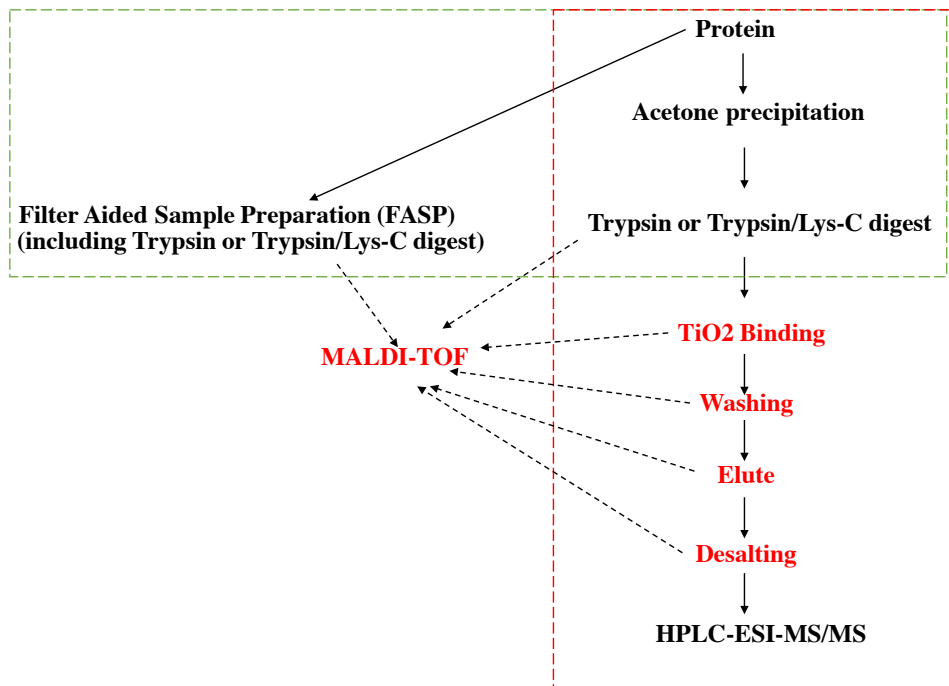 Protein
Acetone precipitation
Filter Aided Sample Preparation (FASP)
(including Trypsin or Trypsin/Lys-C digest)
Trypsin or Trypsin/Lys-C digest
TiO2 Binding
MALDI-TOF
Washing
Elute
Desalting
HPLC-ESI-MS/MS